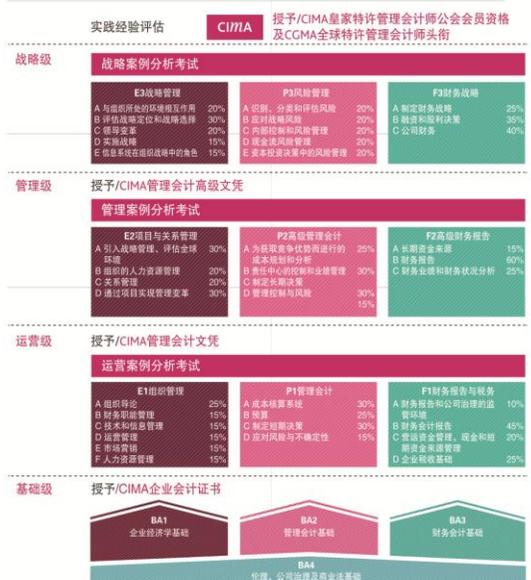 实践经验评估
CIMA
授予/CIMA皇家特许管理会计师公会会员资格
及CGMA全球特许管理会计师头衔
战略级
战略案例分析考试
E3战略管理
A 与组织所处的环境相互作用 20%
B 评估战略定位和战略选择 30%
C 领导变革 20%
D 实施战略 15%
E 信息系统在组织战略中的角色 15%
P3风险管理
A 识别、分类和评估风险 20%
B 应对战略风险 20%
C 内部控制和风险管理 20%
D 现金流风险管理 20%
E 资本投资决策中的风险管理 20%
F3财务战略
A 制定财务战略 25%
B 融资和股利决策 35%
C 公司财务 40%
管理级
授予/CIMA管理会计高级文凭
管理案例分析考试
E2项目与关系管理
A 引入战略管理、评估全球 30%
环境
B 组织的人力资源管理 20%
C 关系管理 20%
D 通过项目实现管理变革 30%
P2高级管理会计
A 为获取竞争优势而进行的 25%
成本规划和分析
B 责任中心的控制和业绩管理 30%
C 制定长期决策
D 管理控制与风险 30%
15%
F2高级财务报告
A 长期资金来源 15%
B 财务报告 60%
C 财务业绩和财务状况分析 25%
运营级
授予/CIMA管理会计文凭
运营案例分析考试
E1组织管理
A 组织导论 25%
B 财务职能管理 15%
C 技术和信息管理 15%
D 运营管理 15%
E 市场营销 15%
F 人力资源管理 15%
P1管理会计
A 成本核算系统 30%
B 预算 25%
C 制定短期决策 30%
D 应对风险与不确定性 15%
F1财务报告与税务
A 财务报告和公司治理的监 10%
管环境
B 财务会计报告 45%
C 营运资金管理、现金和短 20%
期资金来源管理
D 企业税收基础 25%
基础级
授予/CIMA企业会计证书
BA1
企业经济学基础
BA2
管理会计基础
BA3
财务会计基础
BA4
伦理、公司治理及商业法基础